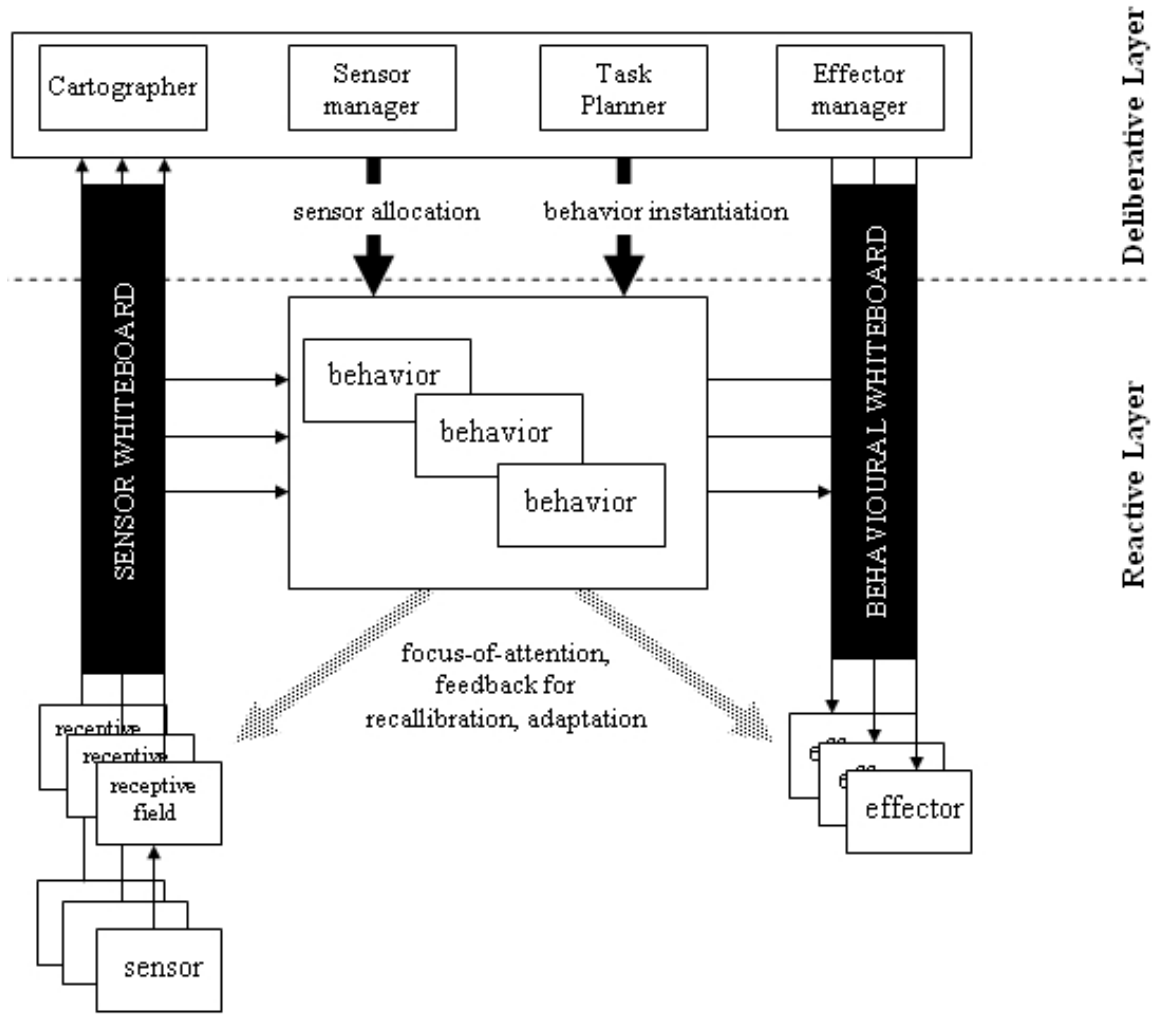 Cartographer
Sensor
manager
Task
Planner
Effector
manager
Deliberative Layer
sensor allocation
behavior instantiation
SENSOR WHITEBOARD
BEHAVIOURAL WHITEBOARD
Reactive Layer
behavior
behavior
behavior
focus-of-attention,
feedback for
recallibration, adaptation
receptive
receptive
receptive
field
effector
sensor